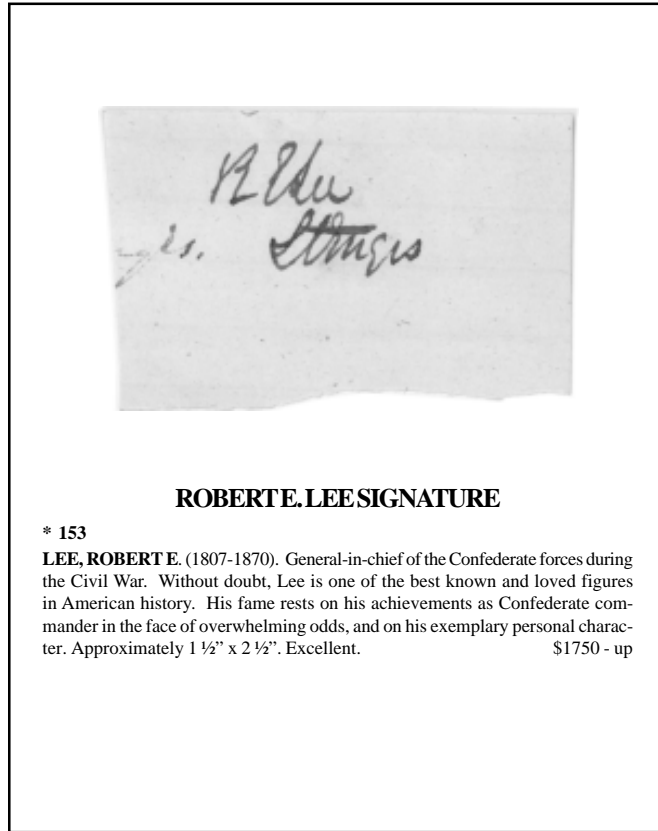 R E Lee
es. Sturgis
ROBERT E. LEE SIGNATURE
* 153
LEE, ROBERT E. (1807-1870). General-in-chief of the Confederate forces during
the Civil War. Without doubt, Lee is one of the best known and loved figures
in American history. His fame rests on his achievements as Confederate com-
mander in the face of overwhelming odds, and on his exemplary personal charac-
ter. Approximately 1 ½” x 2 ½”. Excellent. $1750 - up